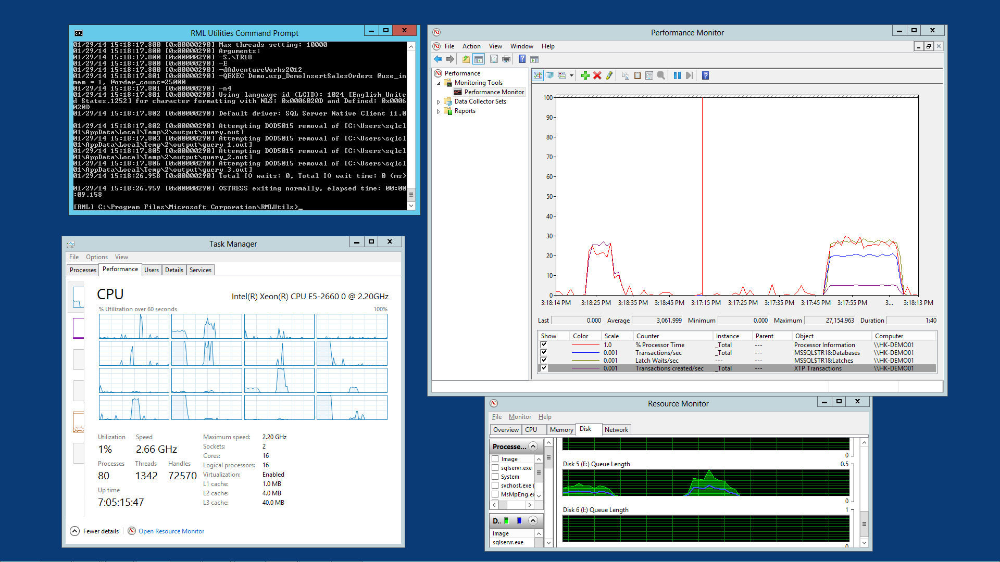 RML Utilities Command Prompt
01/29/14 15:18:17.800 [0x00000290] Max threads setting: 10000
01/29/14 15:18:17.800 [0x00000290] Arguments:
01/29/14 15:18:17.800 [0x00000290] -S.\TR18
01/29/14 15:18:17.800 [0x00000290] -E
01/29/14 15:18:17.800 [0x00000290] -dAdventureWorks2012
01/29/14 15:18:17.801 [0x00000290] -QEXEC Demo.usp_DemoInsertSalesOrders @use_in
mem = 1, @order_count=25000
01/29/14 15:18:17.801 [0x00000290] -n4
01/29/14 15:18:17.801 [0x00000290] Using language id (LCID): 1024 [English_Unite
d States.1252] for character formatting with NLS: 0x0006020D and Defined: 0x0006
020D
01/29/14 15:18:17.802 [0x00000290] Default driver: SQL Server Native Client 11.0
01/29/14 15:18:17.802 [0x00000290] Attempting DOD5015 removal of [C:\Users\sqlcl
01\AppData\Local\Temp\2\output\query.out]
01/29/14 15:18:17.803 [0x00000290] Attempting DOD5015 removal of [C:\Users\sqlcl
01\AppData\Local\Temp\2\output\query_1.out]
01/29/14 15:18:17.805 [0x00000290] Attempting DOD5015 removal of [C:\Users\sqlcl
01\AppData\Local\Temp\2\output\query_2.out]
01/29/14 15:18:17.806 [0x00000290] Attempting DOD5015 removal of [C:\Users\sqlcl
01\AppData\Local\Temp\2\output\query_3.out]
01/29/14 15:18:26.958 [0x00000290] Total IO waits: 0, Total IO wait time: 0 (ms)
01/29/14 15:18:26.959 [0x00000290] OSTRESS exiting normally, elapsed time: 00:00
:09.158
[RML] C:\Program Files\Microsoft Corporation\RMLUtils>_
Performance Monitor
File Action View Window Help
Performance
Monitoring Tools
Performance Monitor
Data Collector Sets
Reports
100
90
80
70
60
50
40
30
20
10
0
3:18:14 PM 3:18:25 PM 3:18:35 PM 3:18:45 PM 3:17:15 PM 3:17:25 PM 3:17:35 PM 3:17:45 PM 3:17:55 PM 3... 3:18:13 PM
Last 0.000 Average 3,061.999 Minimum 0.000 Maximum 27,154.963 Duration 1:40
Show Color Scale Counter Instance Parent Object Computer
1.0 % Processor Time _Total --- Processor Information \\HK-DEMO01
0.001 Transactions/sec _Total --- MSSQL$TR18:Databases \\HK-DEMO01
0.001 Latch Waits/sec --- --- MSSQL$TR18:Latches \\HK-DEMO01
0.001 Transactions created/sec _Total --- XTP Transactions \\HK-DEMO01
Task Manager
File Options View
Processes Performance Users Details Services
CPU Intel(R) Xeon(R) CPU E5-2660 0 @ 2.20GHz
% Utilization over 60 seconds 100%
Utilization Speed
1% 2.66 GHz
Processes Threads Handles
80 1342 72570
Up time
7:05:15:47
Maximum speed: 2.20 GHz
Sockets: 2
Cores: 16
Logical processors: 16
Virtualization: Enabled
L1 cache: 1.0 MB
L2 cache: 4.0 MB
L3 cache: 40.0 MB
Fewer details Open Resource Monitor
Resource Monitor
File Monitor Help
Overview CPU Memory Disk Network
Processe...
Image
sqlservr.exe
System
svchost.exe (
MsMpEng.ex
D..
Image
sqlservr.exe
0
Disk 5 (E:) Queue Length 0.5
0
Disk 6 (I:) Queue Length 1
0